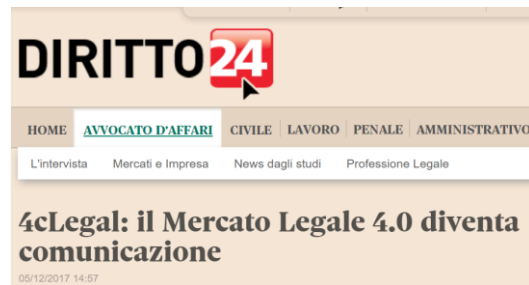 DIRITTO24
HOME AVVOCATO D'AFFARI CIVILE LAVORO PENALE AMMINISTRATIVO
L'intervista Mercati e Impresa News dagli studi Professione Legale
4cLegal: il Mercato Legale 4.0 diventa
comunicazione
05/12/2017 14:57